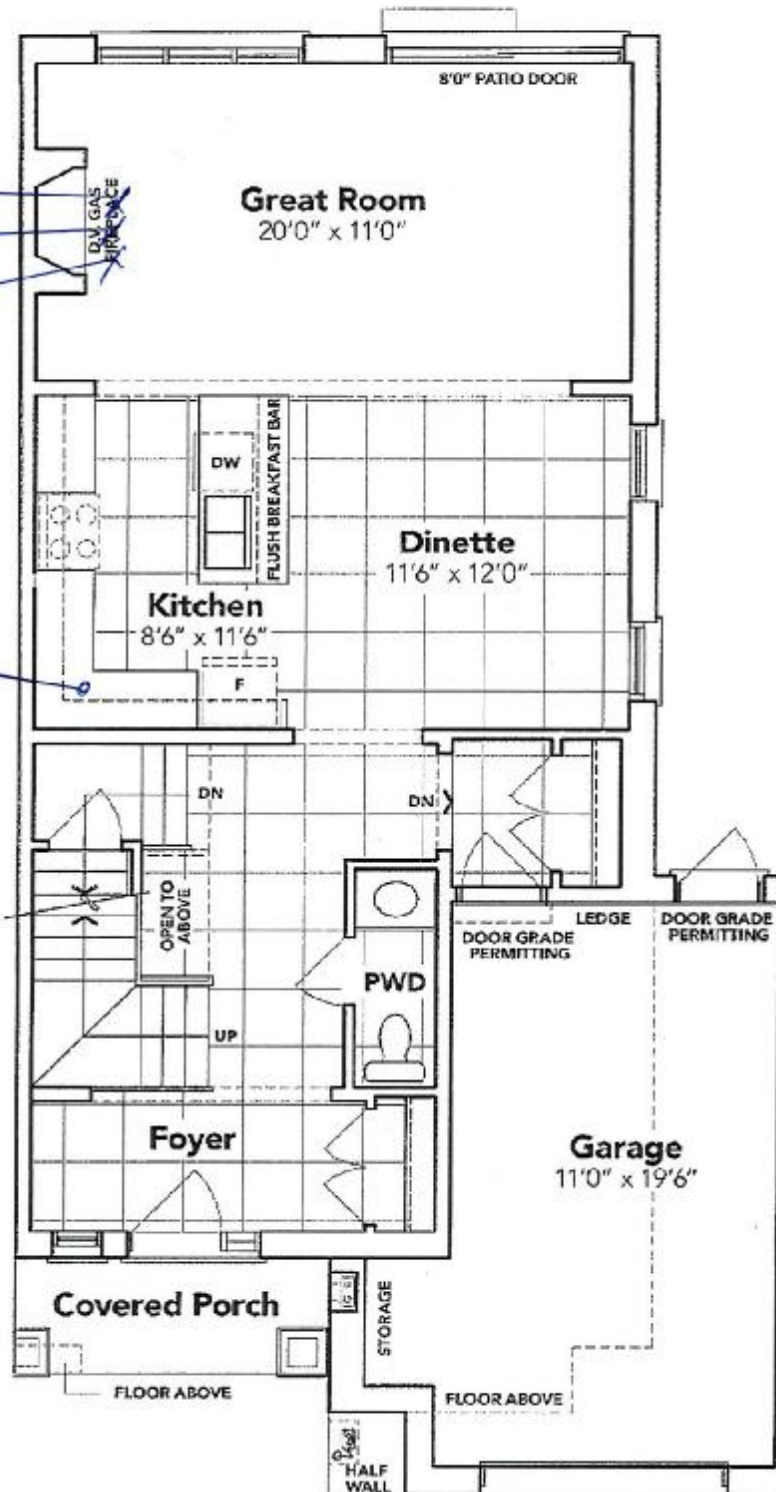 8'0" PATIO DOOR
D.V. GAS
FIREPLACE
Great Room
20'0" x 11'0"
DW
FLUSH BREAKFAST BAR
Dinette
11'6" x 12'0"
Kitchen
8'6" x 11'6"
F
DN
DN
OPEN TO
ABOVE
LEDGE
DOOR GRADE
PERMITTING
DOOR GRADE
PERMITTING
PWD
UP
Foyer
Garage
11'0" x 19'6"
Covered Porch
STORAGE
FLOOR ABOVE
FLOOR ABOVE
HALF
WALL